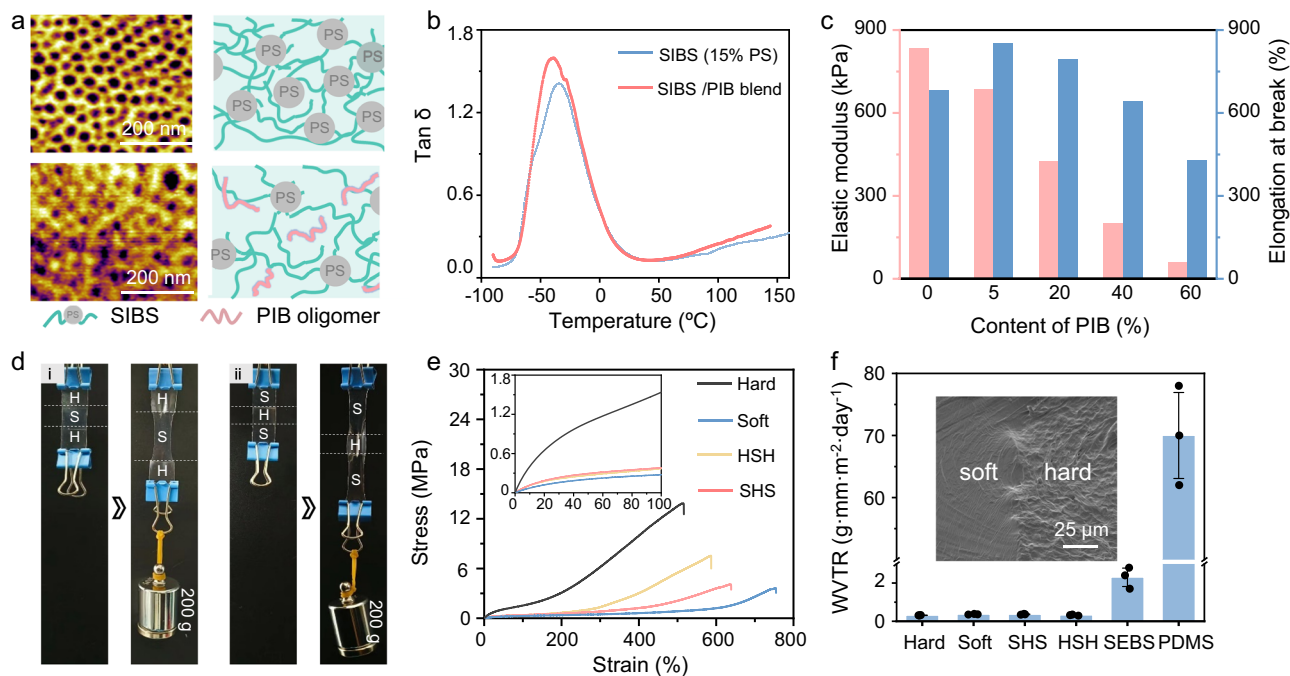 a
200 nm
PS
PS
PS
PS
PS
PS
PS
PS
200 nm
PS
PS
PS
PS
SIBS
PS
PIB oligomer
b
1.8
1.2
0.6
0.0
Tan δ
SIBS (15% PS)
SIBS /PIB blend
-100
-50
0
50
100
150
Temperature (ºC)
c
900
600
300
0
Elastic modulus (kPa)
900
600
300
0
Elongation at break (%)
0
5
20
40
60
Content of PIB (%)
d
i
H
S
H
H
S
H
200 g
ii
S
H
S
S
H
S
200 g
e
30
24
18
12
6
0
Stress (MPa)
1.8
1.2
0.6
0
0
20
40
60
80
100
Hard
Soft
HSH
SHS
0
200
400
600
800
Strain (%)
f
80
70
60
2
0
WVTR (g·mm·m⁻²·day⁻¹)
soft
hard
25 μm
Hard
Soft
SHS
HSH
SEBS
PDMS